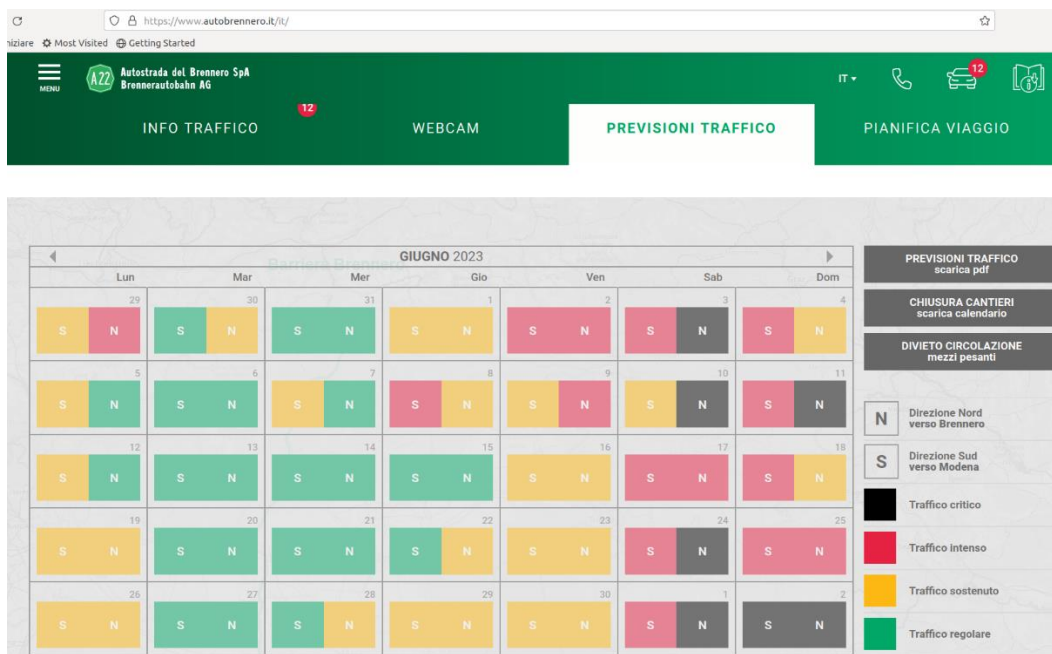 https://www.autobrennero.it/it/
niziare Most Visited Getting Started
MENU
A22
Autostrada del Brennero SpA
Brennerautobahn AG
IT
12
INFO TRAFFICO
12
WEBCAM
PREVISIONI TRAFFICO
PIANIFICA VIAGGIO
Barriera Brennero
GIUGNO 2023
Lun Mar Mer Gio Ven Sab Dom
29 30 31 1 2 3 4
S N S N S N S N S N S N S N
5 6 7 8 9 10 11
S N S N S N S N S N S N S N
12 13 14 15 16 17 18
S N S N S N S N S N S N S N
19 20 21 22 23 24 25
S N S N S N S N S N S N S N
26 27 28 29 30 1 2
S N S N S N S N S N S N S N
PREVISIONI TRAFFICO
scarica pdf
CHIUSURA CANTIERI
scarica calendario
DIVIETO CIRCOLAZIONE
mezzi pesanti
N
Direzione Nord
verso Brennero
S
Direzione Sud
verso Modena
Traffico critico
Traffico intenso
Traffico sostenuto
Traffico regolare